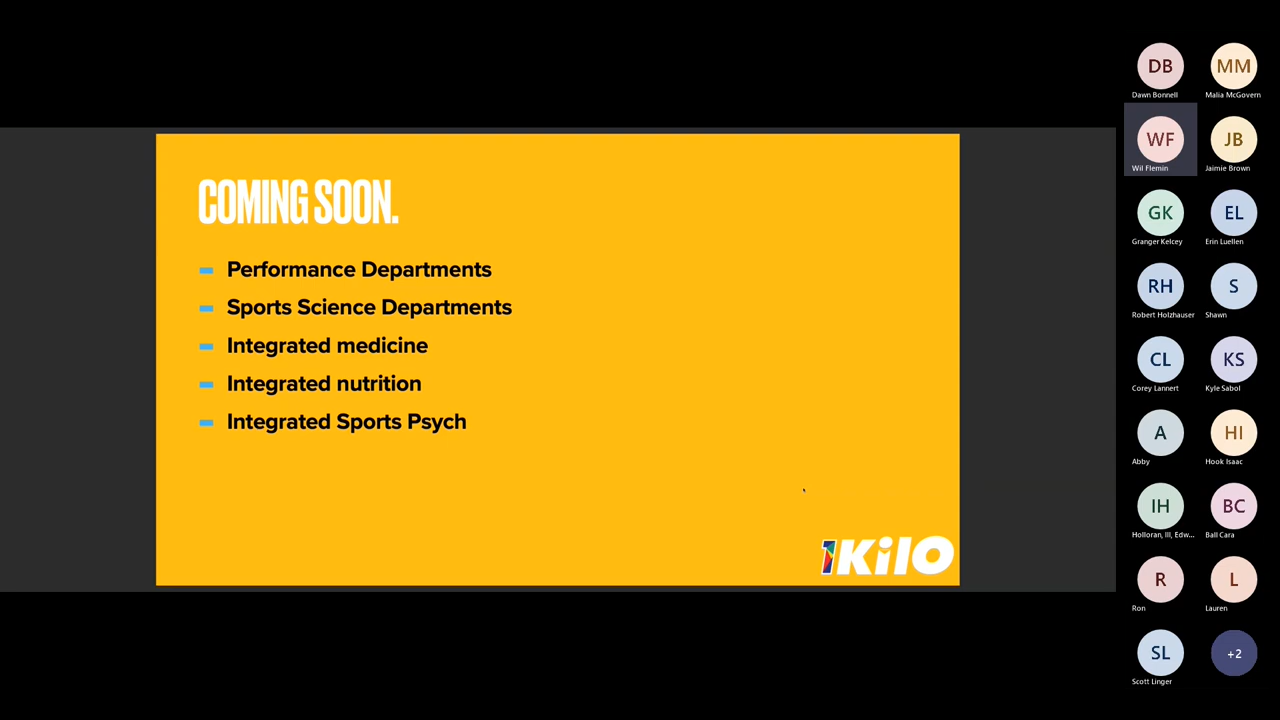 COMING SOON.
Performance Departments
Sports Science Departments
Integrated medicine
Integrated nutrition
Integrated Sports Psych
1Kilo
DB
Dawn Bonnell
MM
Malia McGovern
WF
Wil Flemin
JB
Jaimie Brown
GK
Granger Kelcey
EL
Erin Luellen
RH
Robert Holzhauser
S
Shawn
CL
Corey Lannert
KS
Kyle Sabol
A
Abby
HI
Hook Isaac
IH
Holloran, III, Edw...
BC
Ball Cara
R
Ron
L
Lauren
SL
Scott Linger
+2